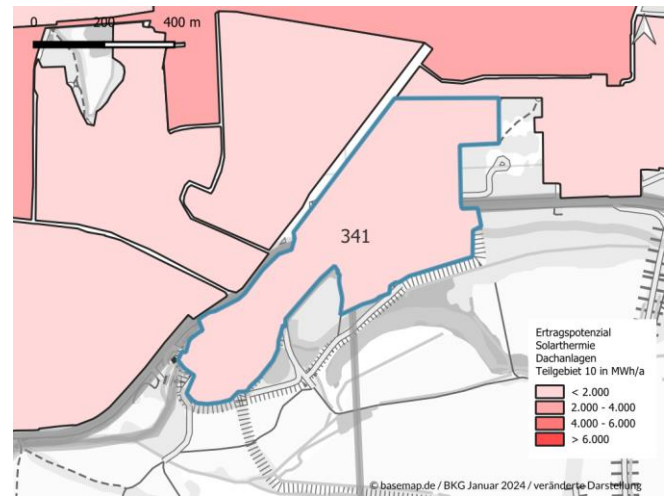 0 200 400 m
341
Ertragspotenzial
Solarthermie
Dachanlagen
Teilgebiet 10 in MWh/a
< 2.000
2.000 - 4.000
4.000 - 6.000
> 6.000
© basemap.de / BKG Januar 2024 / veränderte Darstellung